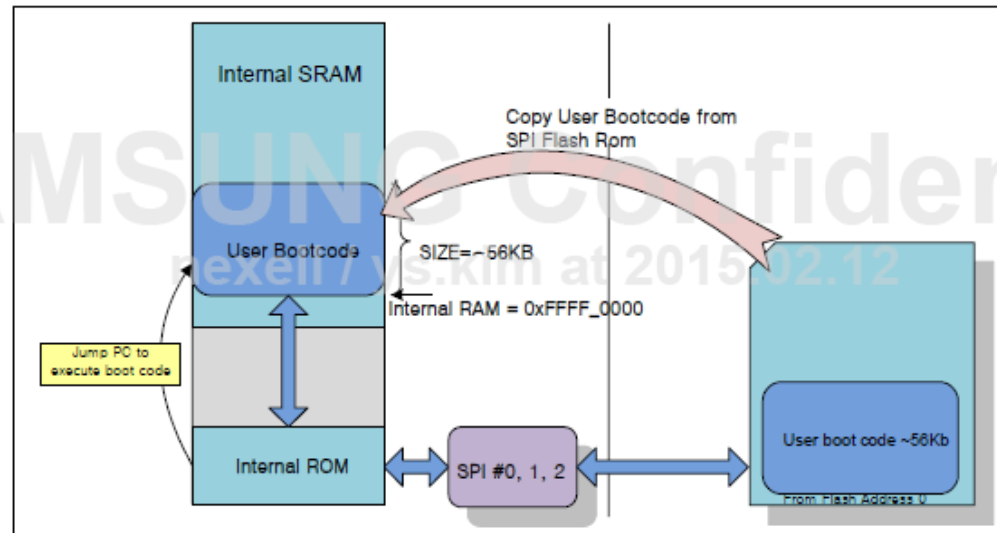 Internal SRAM
Copy User Bootcode from
SPI Flash Rom
AMSUNG Confiden
User Bootcode
SIZE=~56KB
nexell / ys.kim at 2015.02.12
Internal RAM = 0xFFFF_0000
Jump PC to
execute boot code
User boot code ~56Kb
Internal ROM
SPI #0, 1, 2
From Flash Address 0